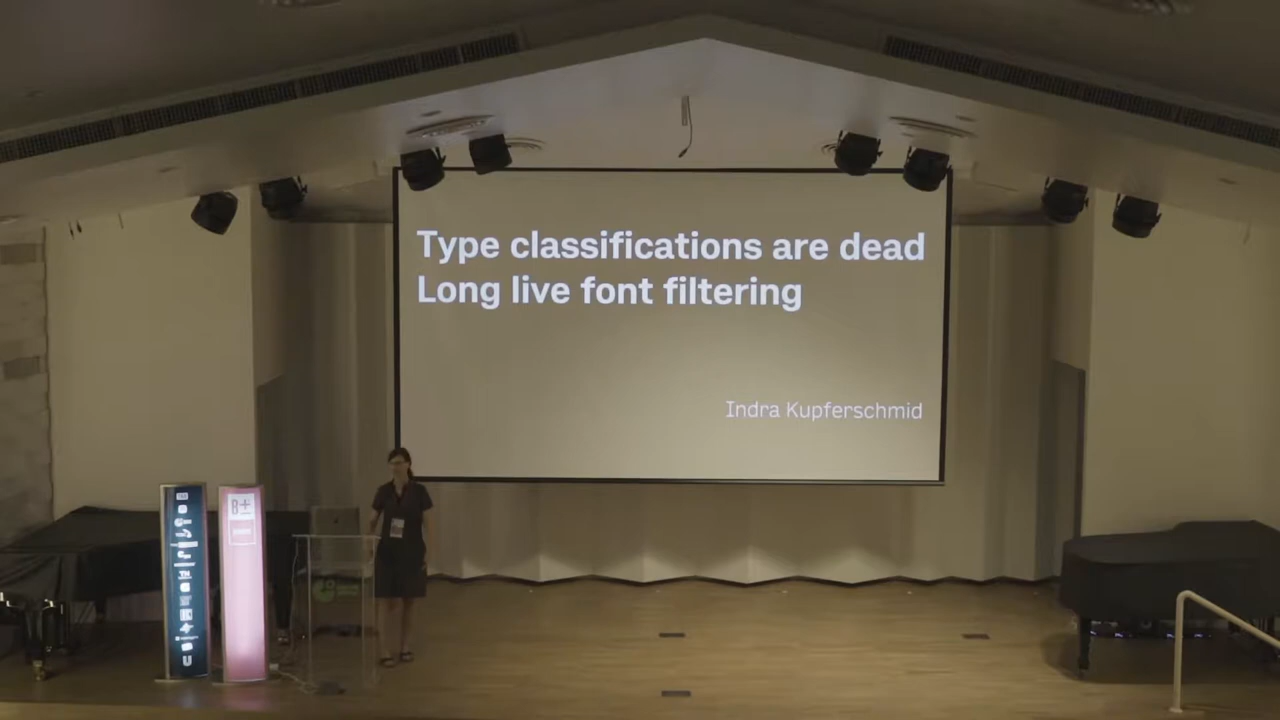 Type classifications are dead
Long live font filtering
Indra Kupferschmid
B+